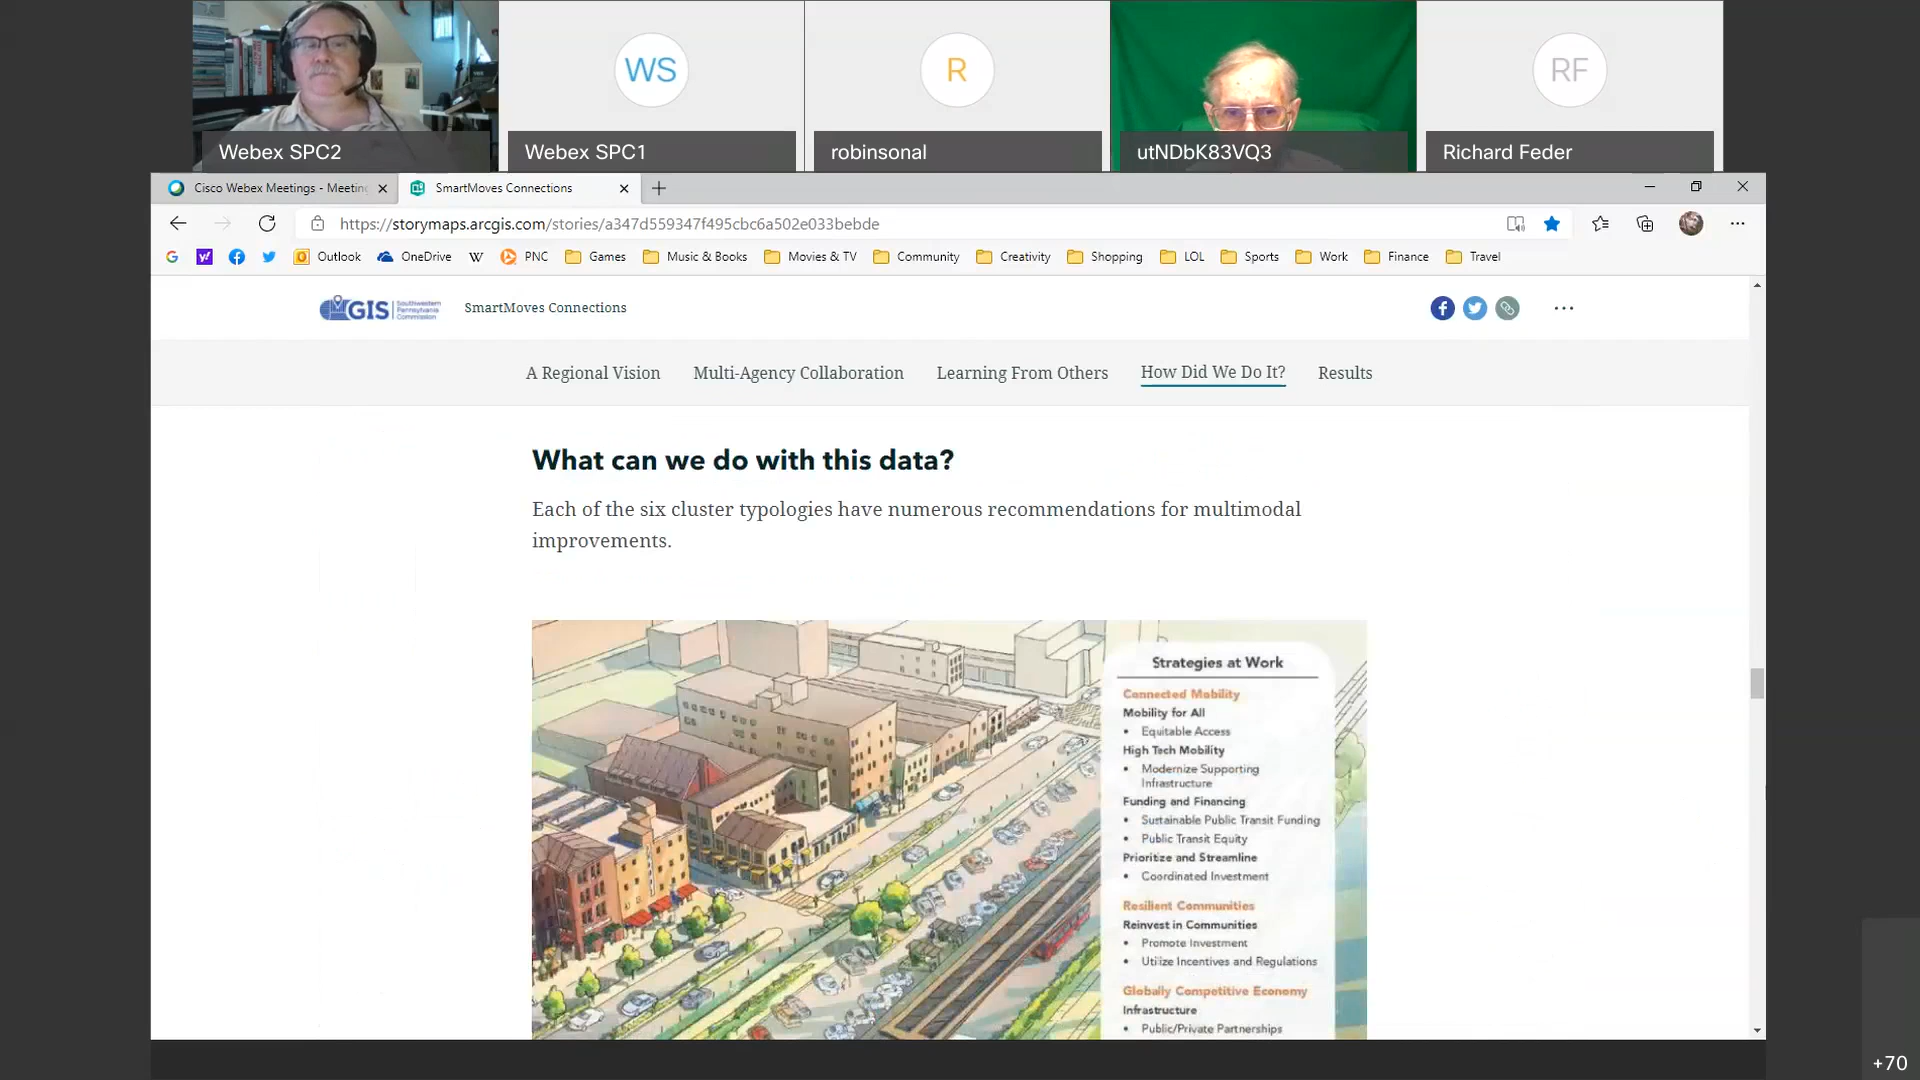 WS
R
RF
Webex SPC2
Webex SPC1
robinsonal
utNDbK83VQ3
Richard Feder
Cisco Webex Meetings - Meetin
SmartMoves Connections
https://storymaps.arcgis.com/stories/a347d559347f495cbc6a502e033bebde
Outlook
OneDrive
W
PNC
Games
Music & Books
Movies & TV
Community
Creativity
Shopping
LOL
Sports
Work
Finance
Travel
GIS
Southwestern
Pennsylvania
Commission
SmartMoves Connections
A Regional Vision
Multi-Agency Collaboration
Learning From Others
How Did We Do It?
Results
What can we do with this data?
Each of the six cluster typologies have numerous recommendations for multimodal
improvements.
Strategies at Work
Connected Mobility
Mobility for All
• Equitable Access
High Tech Mobility
• Modernize Supporting
Infrastructure
Funding and Financing
• Sustainable Public Transit Funding
• Public Transit Equity
Prioritize and Streamline
• Coordinated Investment
Resilient Communities
Reinvest in Communities
• Promote Investment
• Utilize Incentives and Regulations
Globally Competitive Economy
Infrastructure
• Public/Private Partnerships
+70